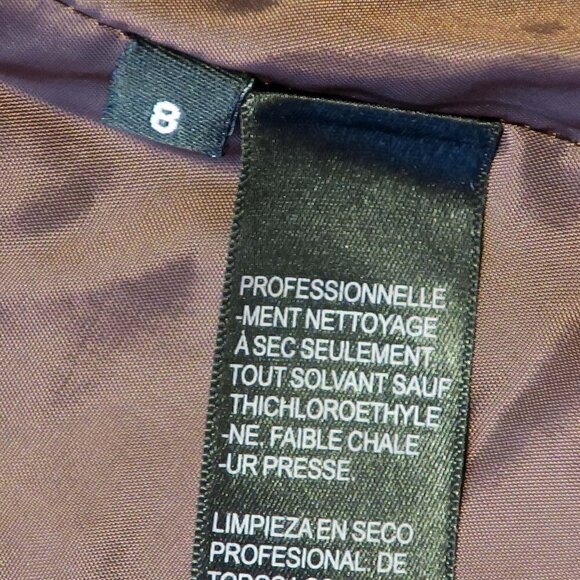 8
PROFESSIONNELLE
-MENT NETTOYAGE
À SEC SEULEMENT
TOUT SOLVANT SAUF
THICHLOROETHYLE
-NE. FAIBLE CHALE
-UR PRESSE.
LIMPIEZA EN SECO
PROFESIONAL, DE